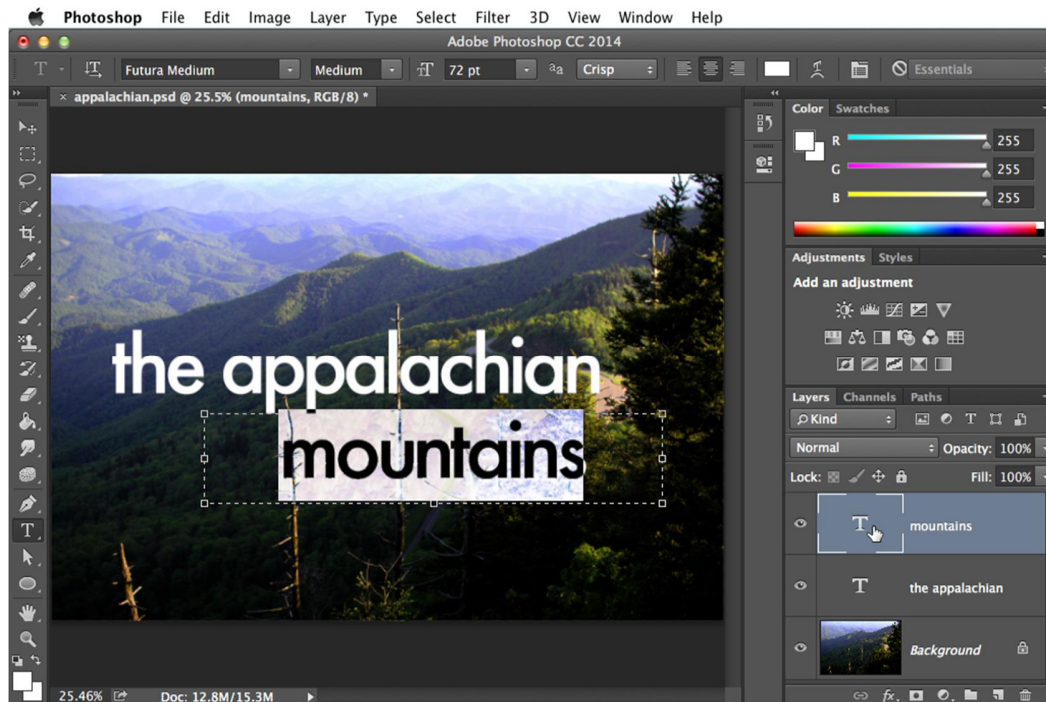 Photoshop File Edit Image Layer Type Select Filter 3D View Window Help
Adobe Photoshop CC 2014
T Futura Medium Medium 72 pt aa Crisp Essentials
× appalachian.psd @ 25.5% (mountains, RGB/8) *
Color Swatches
R 255
G 255
B 255
Adjustments Styles
Add an adjustment
the appalachian
mountains
Layers Channels Paths
Kind T
Normal Opacity: 100%
Lock: Fill: 100%
T mountains
T the appalachian
Background
25.46% Doc: 12.8M/15.3M
fx.